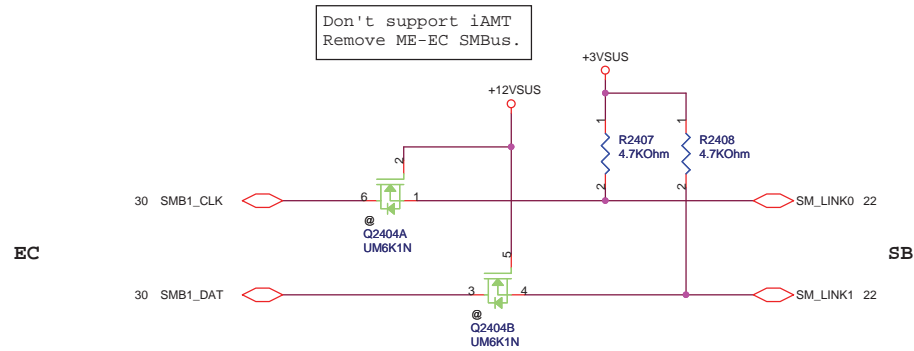 Don't support iAMT
Remove ME-EC SMBus.
+3VSUS
+12VSUS
1
1
R2407
4.7KOhm
R2408
4.7KOhm
2
2
2
30 SMB1_CLK
6
1
SM_LINK0 22
@
Q2404A
UM6K1N
EC
SB
5
30 SMB1_DAT
3
4
SM_LINK1 22
@
Q2404B
UM6K1N